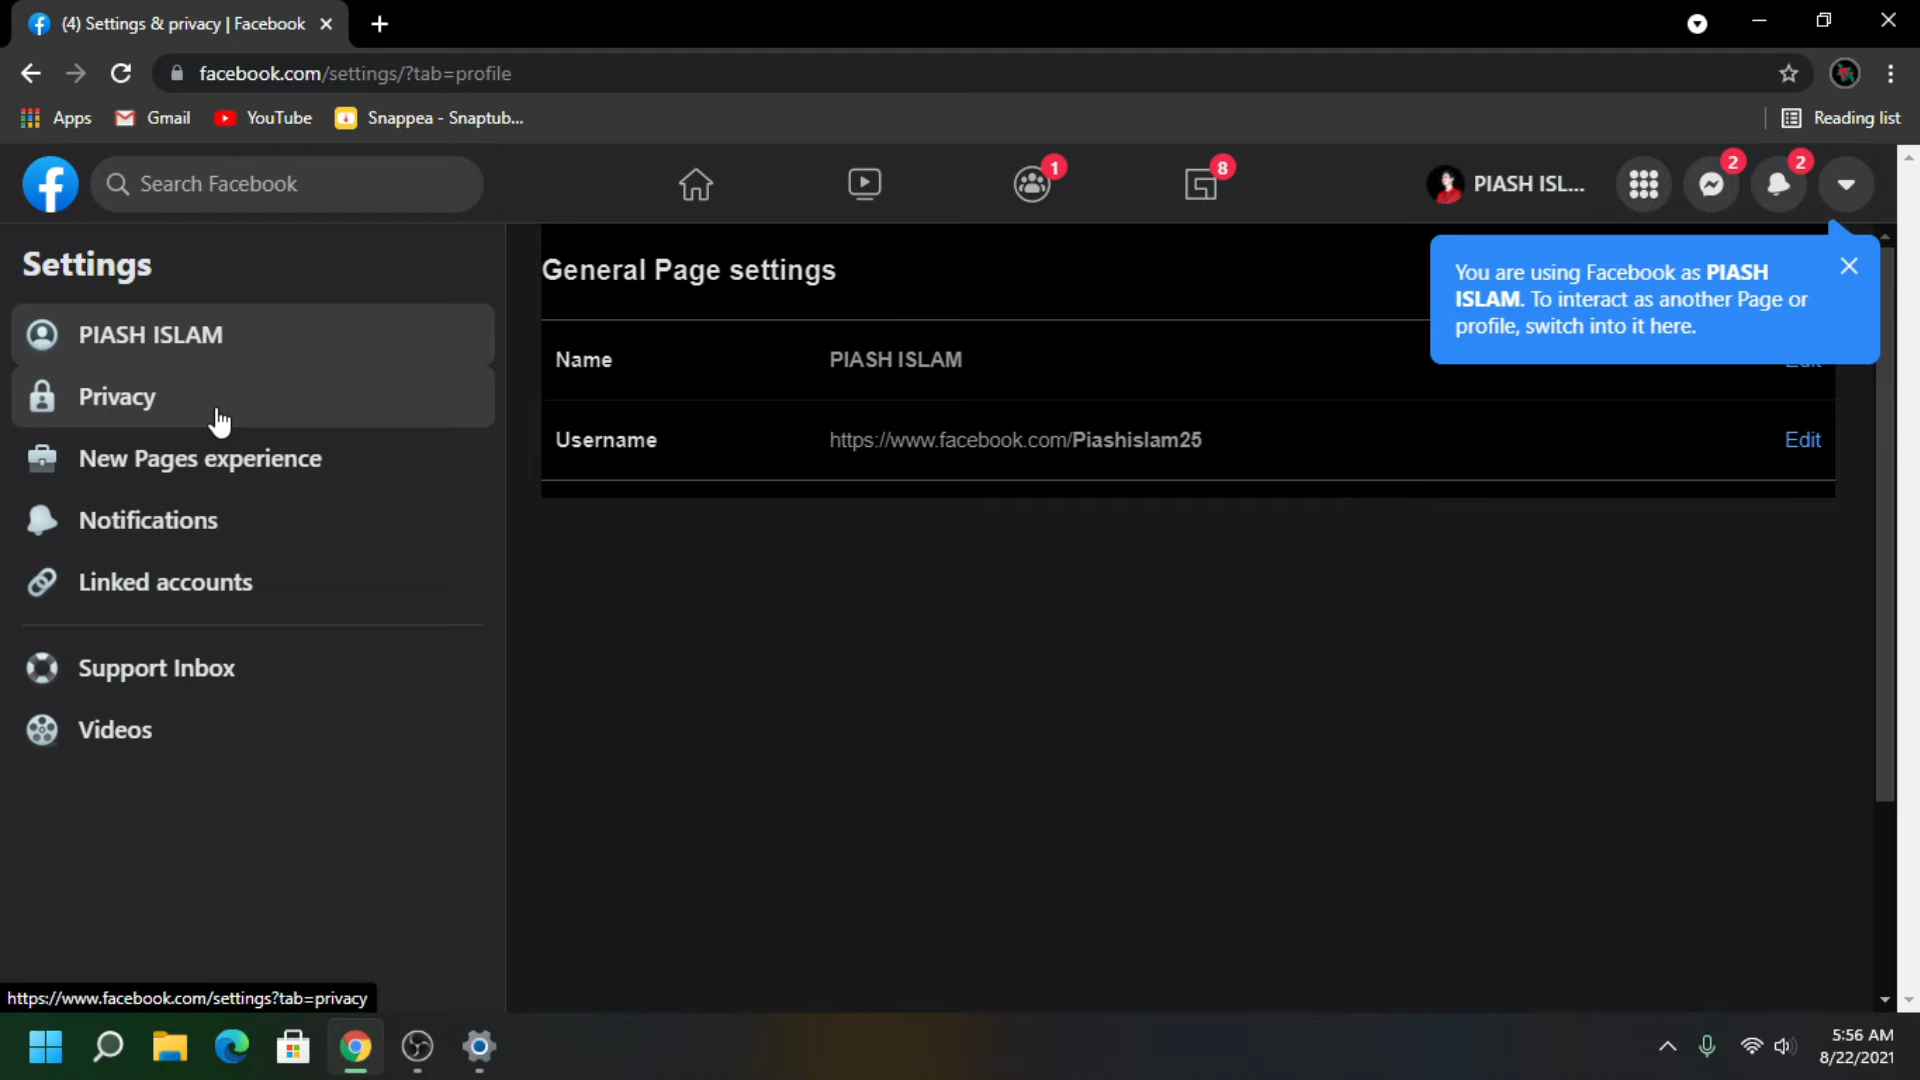 (4) Settings & privacy | Facebook
facebook.com/settings/?tab=profile
Apps
Gmail
YouTube
Snappea - Snaptub...
Reading list
Search Facebook
1
8
PIASH ISL...
2
2
Settings
PIASH ISLAM
Privacy
New Pages experience
Notifications
Linked accounts
Support Inbox
Videos
General Page settings
You are using Facebook as PIASH
ISLAM. To interact as another Page or
profile, switch into it here.
Name PIASH ISLAM
Username https://www.facebook.com/Piashislam25 Edit
https://www.facebook.com/settings?tab=privacy
5:56 AM
8/22/2021